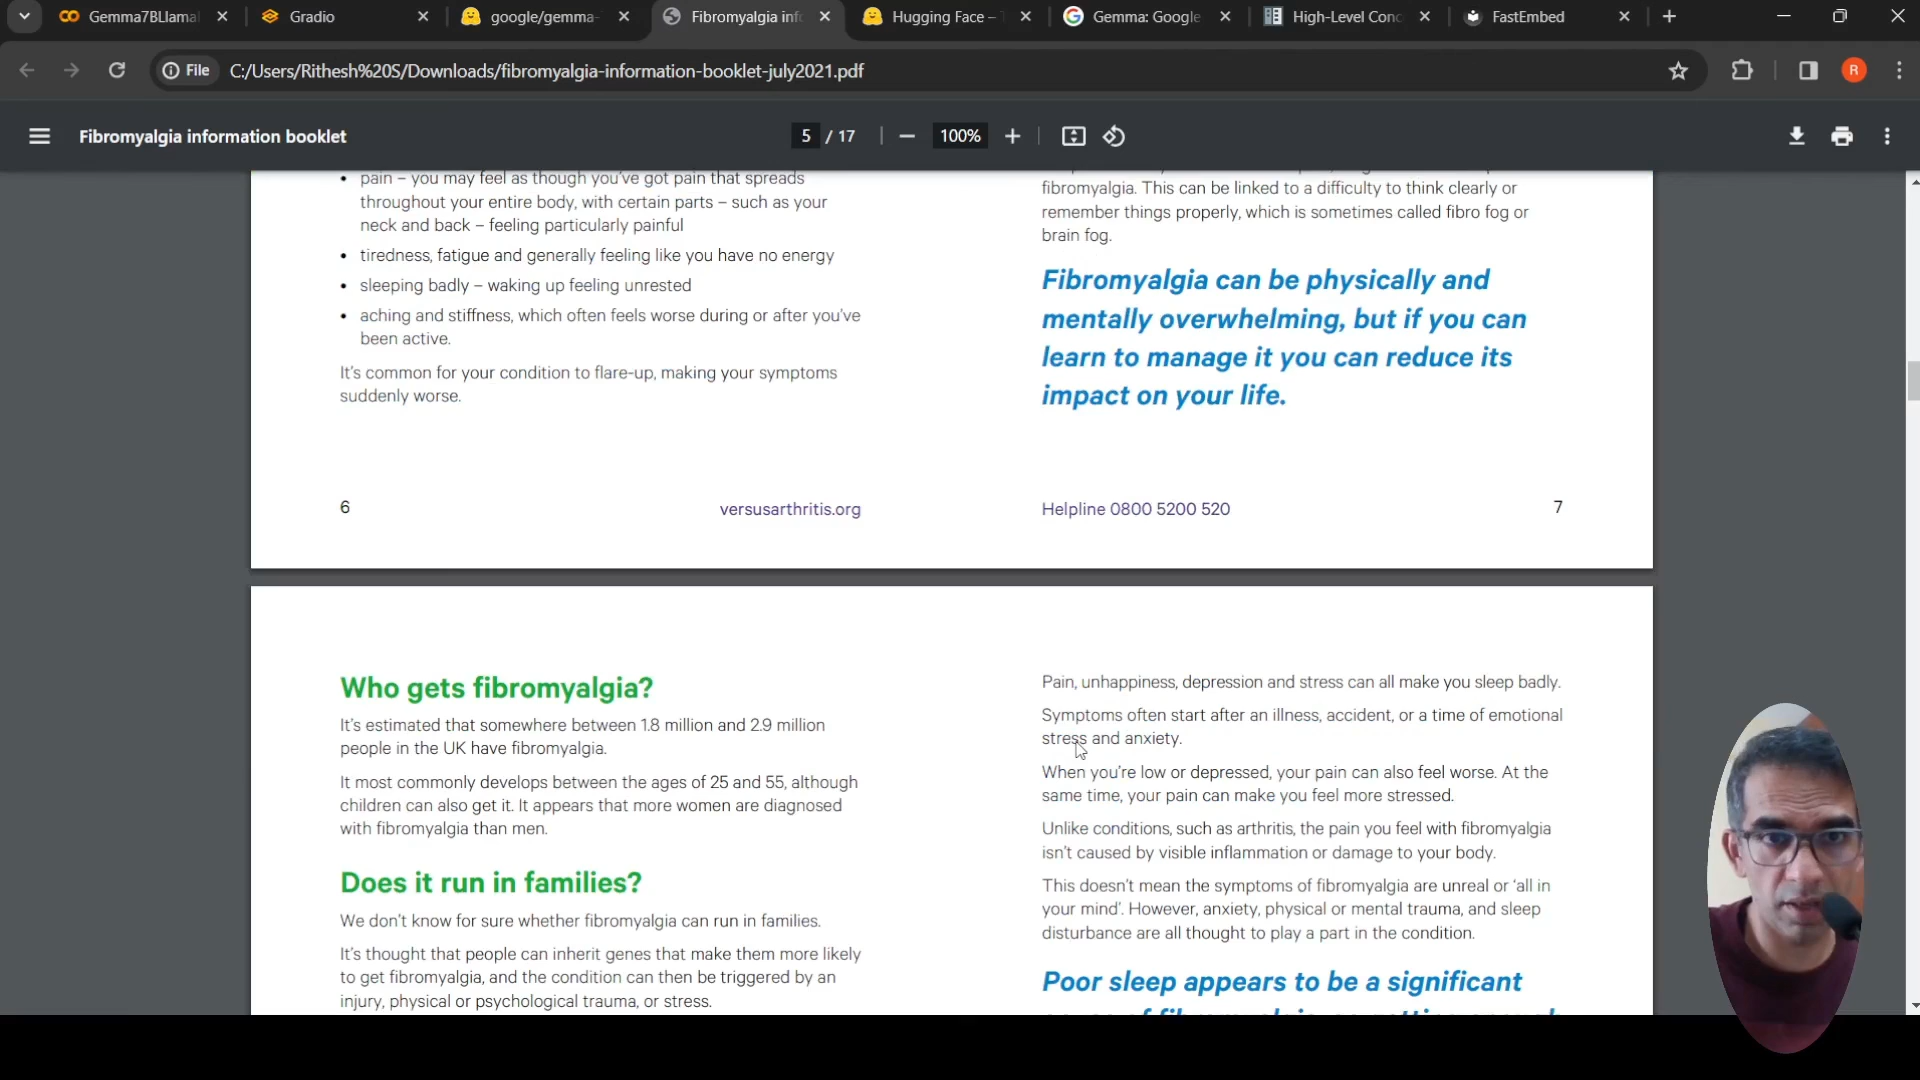 Gemma7BLlama
Gradio
google/gemma-
Fibromyalgia inf
Hugging Face –
Gemma: Google
High-Level Conc
FastEmbed
File
C:/Users/Rithesh%20S/Downloads/fibromyalgia-information-booklet-july2021.pdf
R
Fibromyalgia information booklet
5 / 17
100%
• pain – you may feel as though you've got pain that spreads
throughout your entire body, with certain parts – such as your
neck and back – feeling particularly painful
• tiredness, fatigue and generally feeling like you have no energy
• sleeping badly – waking up feeling unrested
• aching and stiffness, which often feels worse during or after you've
been active.
It's common for your condition to flare-up, making your symptoms
suddenly worse.
6
versusarthritis.org
fibromyalgia. This can be linked to a difficulty to think clearly or
remember things properly, which is sometimes called fibro fog or
brain fog.
Fibromyalgia can be physically and
mentally overwhelming, but if you can
learn to manage it you can reduce its
impact on your life.
Helpline 0800 5200 520
7
Who gets fibromyalgia?
It's estimated that somewhere between 1.8 million and 2.9 million
people in the UK have fibromyalgia.
It most commonly develops between the ages of 25 and 55, although
children can also get it. It appears that more women are diagnosed
with fibromyalgia than men.
Does it run in families?
We don't know for sure whether fibromyalgia can run in families.
It's thought that people can inherit genes that make them more likely
to get fibromyalgia, and the condition can then be triggered by an
injury, physical or psychological trauma, or stress.
Pain, unhappiness, depression and stress can all make you sleep badly.
Symptoms often start after an illness, accident, or a time of emotional
stress and anxiety.
When you're low or depressed, your pain can also feel worse. At the
same time, your pain can make you feel more stressed.
Unlike conditions, such as arthritis, the pain you feel with fibromyalgia
isn't caused by visible inflammation or damage to your body.
This doesn't mean the symptoms of fibromyalgia are unreal or 'all in
your mind'. However, anxiety, physical or mental trauma, and sleep
disturbance are all thought to play a part in the condition.
Poor sleep appears to be a significant